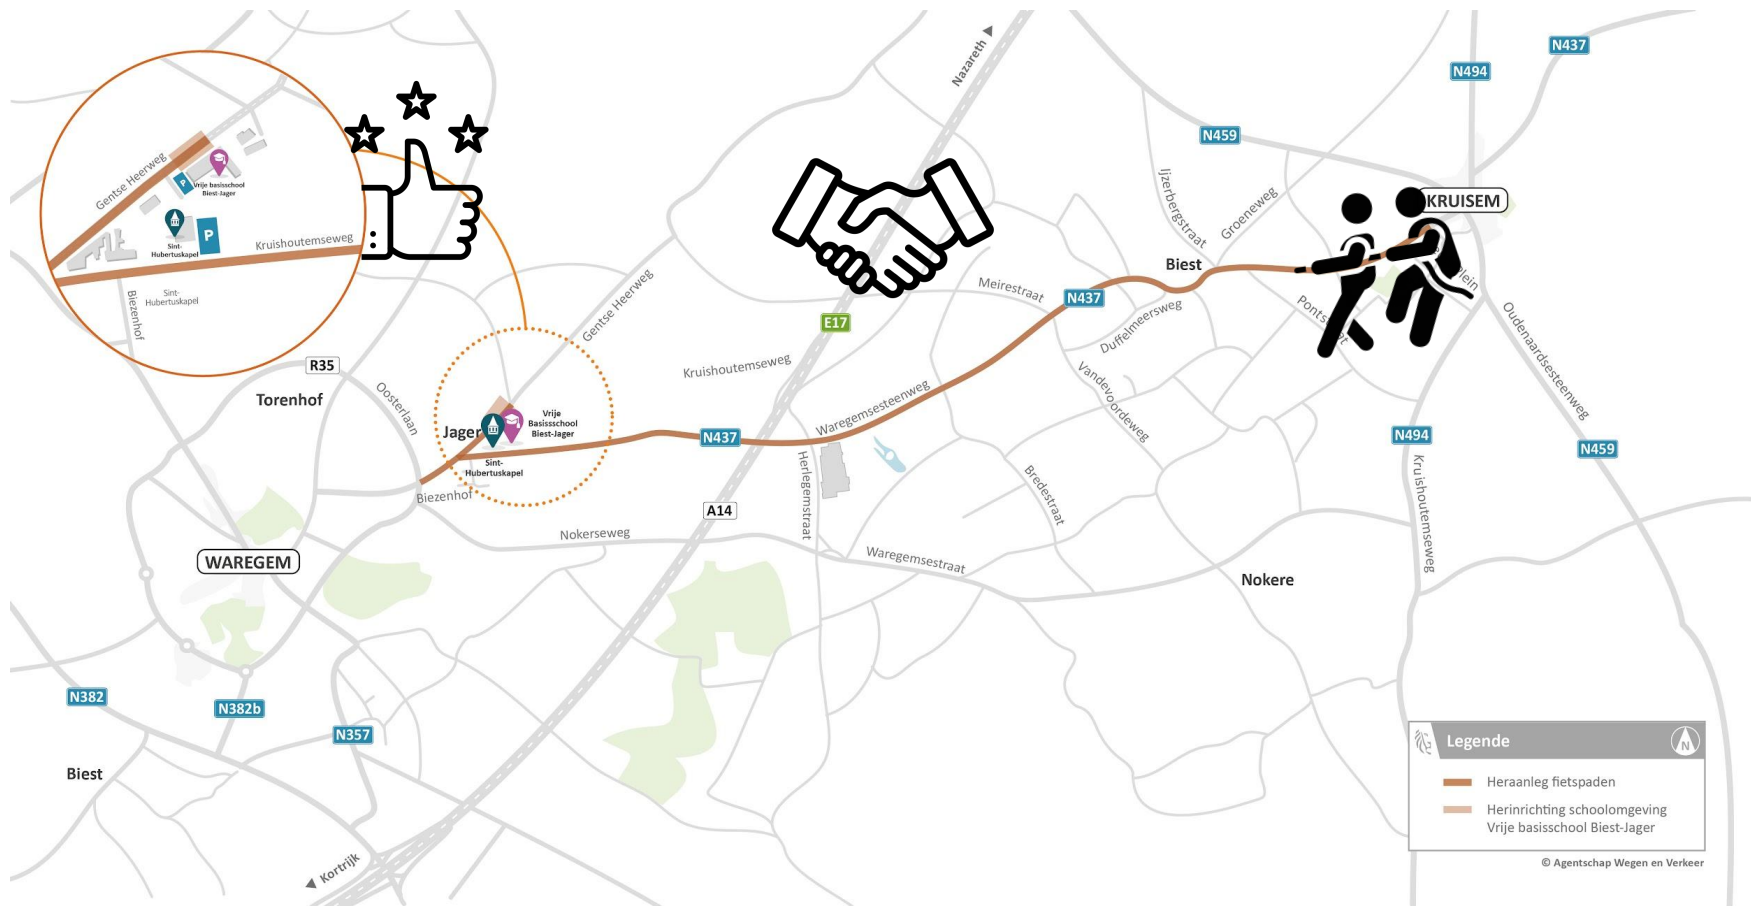 Nazareth
N437
N494
N459
Gentse Heerweg
Vrije basisschool
Biest-Jager
P
P
Sint-
Hubertuskapel
Kruishoutemseweg
Sint-
Hubertuskapel
Biezenhof
Ijzerbergstraat
Groeneweg
KRUISEM
Biest
Meirestraat
N437
Duffelmeersweg
plein
Oudenaardsesteenweg
Gentse Heerweg
E17
R35
Torenhof
Oosterlaan
Kruishoutemseweg
Vandevoordeweg
Waregemsesteenweg
Jager
Vrije
Basissschool
Biest-Jager
N437
N494
N459
Sint-
Hubertuskapel
Biezenhof
Herlegemstraat
Bredestraat
Kruishoutemseweg
A14
Nokerseweg
Waregemsestraat
WAREGEM
Nokere
N382
N382b
N357
Biest
Kortrijk
Legende
N
Heraanleg fietspaden
Herinrichting schoolomgeving
Vrije basisschool Biest-Jager
© Agentschap Wegen en Verkeer